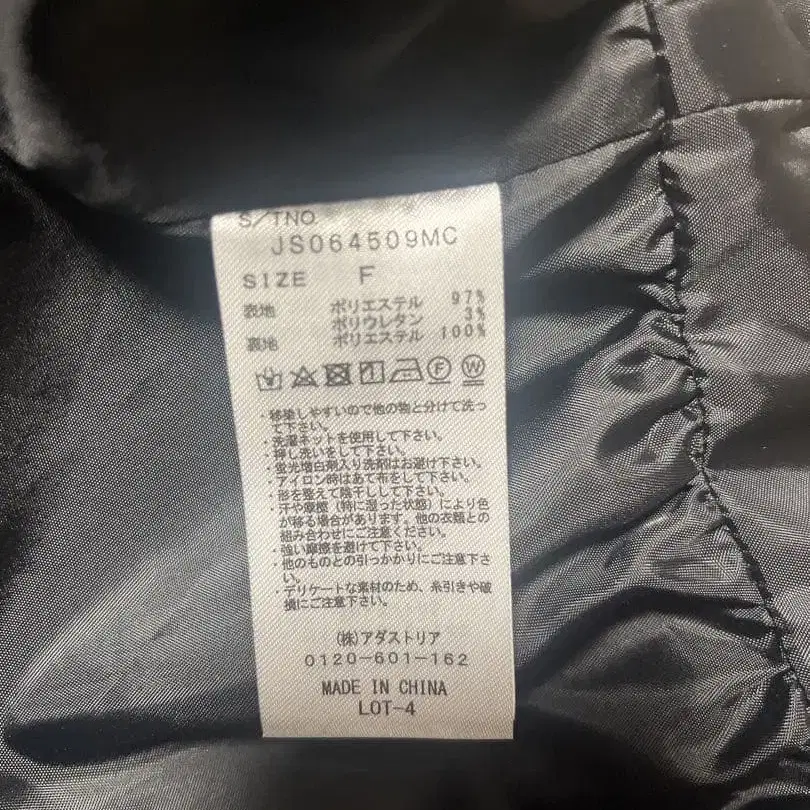 S/TNO.
JS064509MC
SIZE F
表地 ポリエステル 97%
ポリウレタン 3%
裏地 ポリエステル 100%
F W
・移染しやすいので他の物と分けて洗っ
て下さい。
・洗濯ネットを使用して下さい。
・押し洗いをして下さい。
・蛍光増白剤入り洗剤はお避け下さい。
・アイロン時はあて布をして下さい。
・形を整えて陰干しして下さい。
・汗や摩擦(特に湿った状態)により色
が移る場合があります。他の衣類との
組み合わせにご注意下さい。
・強い摩擦を避けて下さい。
・他のものとの引っかかりにご注意下さ
い。
・デリケートな素材のため、糸引きや破
損にご注意下さい。
(株)アダストリア
0120-601-162
MADE IN CHINA
LOT-4